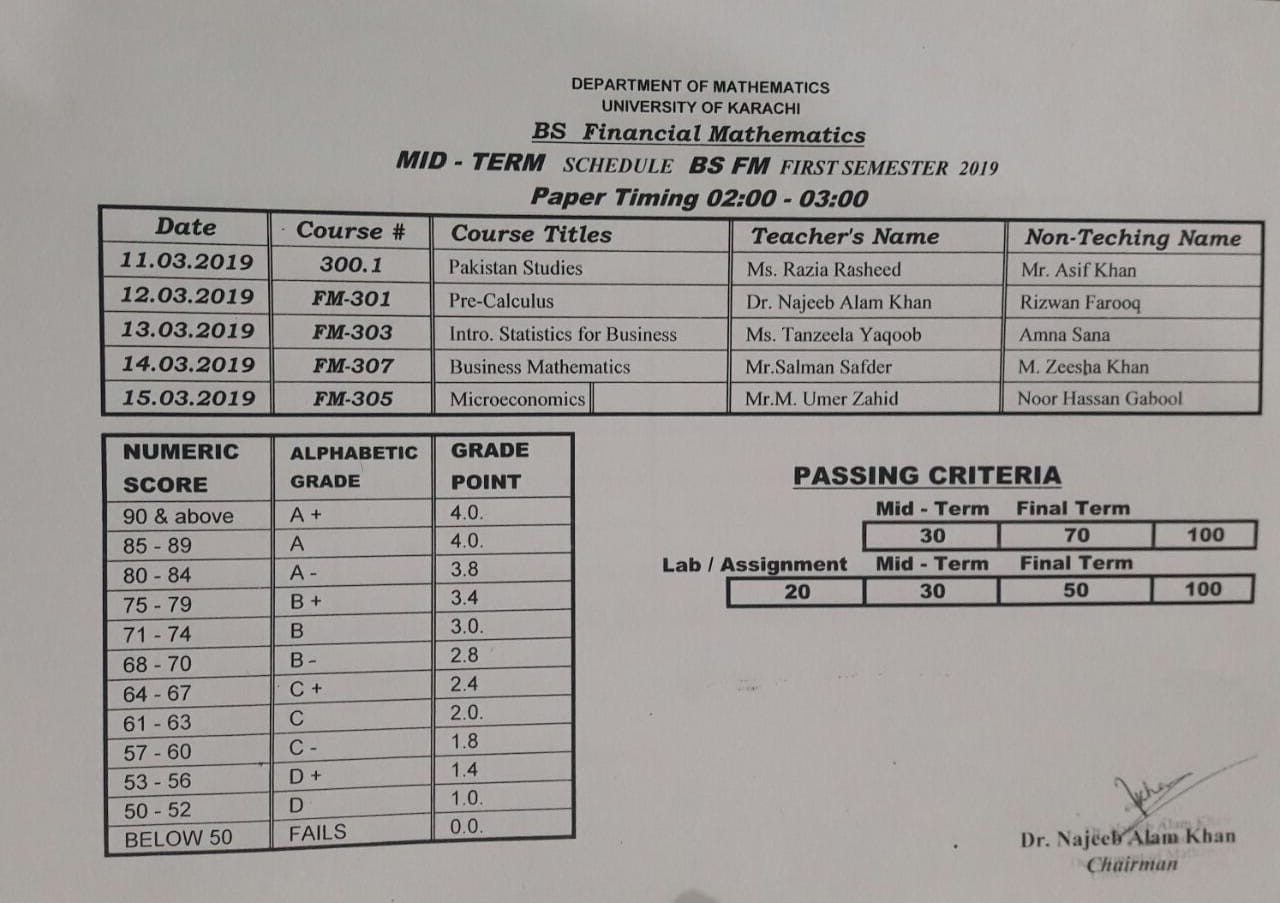 DEPARTMENT OF MATHEMATICS
UNIVERSITY OF KARACHI
BS Financial Mathematics
MID - TERM SCHEDULE BS FM FIRST SEMESTER 2019
Paper Timing 02:00 - 03:00
Date Course # Course Titles Teacher's Name Non-Teching Name
11.03.2019 300.1 Pakistan Studies Ms. Razia Rasheed Mr. Asif Khan
12.03.2019 FM-301 Pre-Calculus Dr. Najeeb Alam Khan Rizwan Farooq
13.03.2019 FM-303 Intro. Statistics for Business Ms. Tanzeela Yaqoob Amna Sana
14.03.2019 FM-307 Business Mathematics Mr.Salman Safder M. Zeesha Khan
15.03.2019 FM-305 Microeconomics Mr.M. Umer Zahid Noor Hassan Gabool
NUMERIC SCORE ALPHABETIC GRADE GRADE POINT
90 & above A + 4.0.
85 - 89 A 4.0.
80 - 84 A - 3.8
75 - 79 B + 3.4
71 - 74 B 3.0.
68 - 70 B - 2.8
64 - 67 C + 2.4
61 - 63 C 2.0.
57 - 60 C - 1.8
53 - 56 D + 1.4
50 - 52 D 1.0.
BELOW 50 FAILS 0.0.
PASSING CRITERIA
Mid - Term Final Term
30 70 100
Lab / Assignment Mid - Term Final Term
20 30 50 100
Dr. Najeeb Alam Khan
Chairman